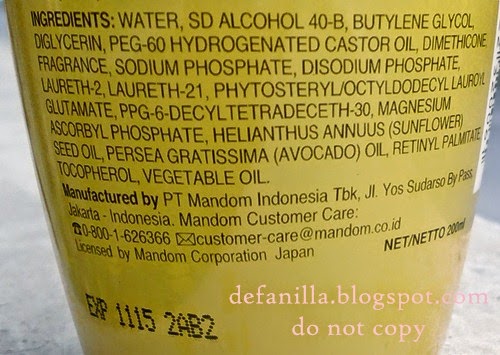 INGREDIENTS: WATER, SD ALCOHOL 40-B, BUTYLENE GLYCOL,
DIGLYCERIN, PEG-60 HYDROGENATED CASTOR OIL, DIMETHICONE,
FRAGRANCE, SODIUM PHOSPHATE, DISODIUM PHOSPHATE,
LAURETH-2, LAURETH-21, PHYTOSTERYL/OCTYLDODECYL LAUROYL
GLUTAMATE, PPG-6-DECYLTETRADECETH-30, MAGNESIUM
ASCORBYL PHOSPHATE, HELIANTHUS ANNUUS (SUNFLOWER)
SEED OIL, PERSEA GRATISSIMA (AVOCADO) OIL, RETINYL PALMITATE,
TOCOPHEROL, VEGETABLE OIL.
Manufactured by PT Mandom Indonesia Tbk, Jl. Yos Sudarso By Pass,
Jakarta - Indonesia. Mandom Customer Care:
☎0-800-1-626366 ✉customer-care@mandom.co.id
Licensed by Mandom Corporation Japan
NET/NETTO 200ml
EXP 1115 2AB2
defanilla.blogspot.com
do not copy